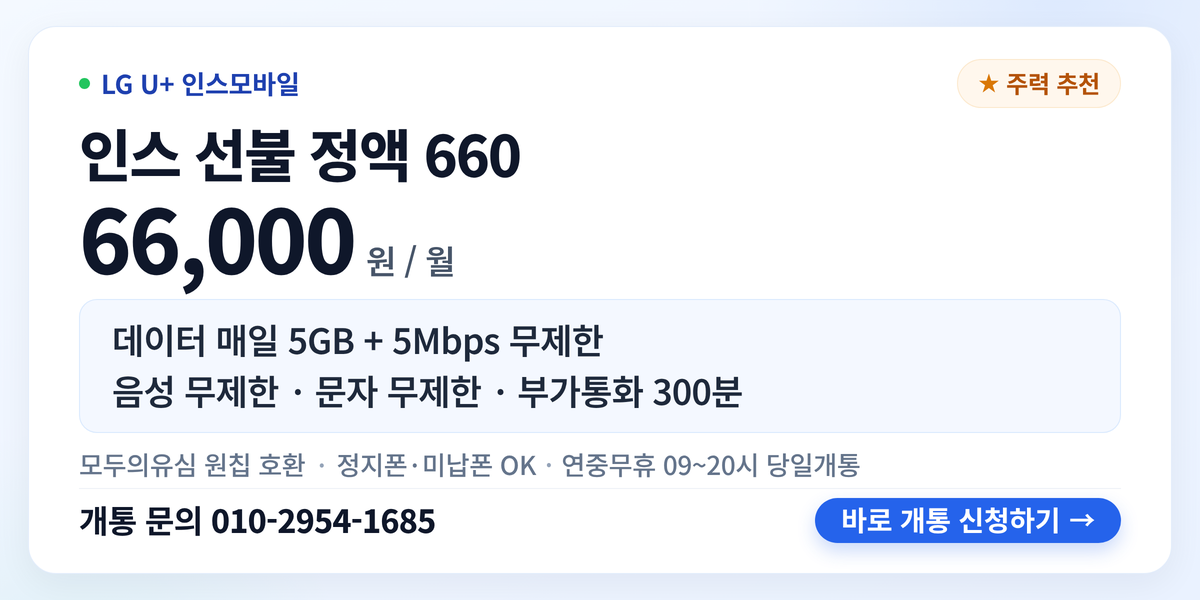 LG U+ 인스모바일
★ 주력 추천
인스 선불 정액 660
66,000 원 / 월
데이터 매일 5GB + 5Mbps 무제한
음성 무제한 · 문자 무제한 · 부가통화 300분
모두의유심 원칩 호환 · 정지폰·미납폰 OK · 연중무휴 09~20시 당일개통
개통 문의 010-2954-1685
바로 개통 신청하기 →